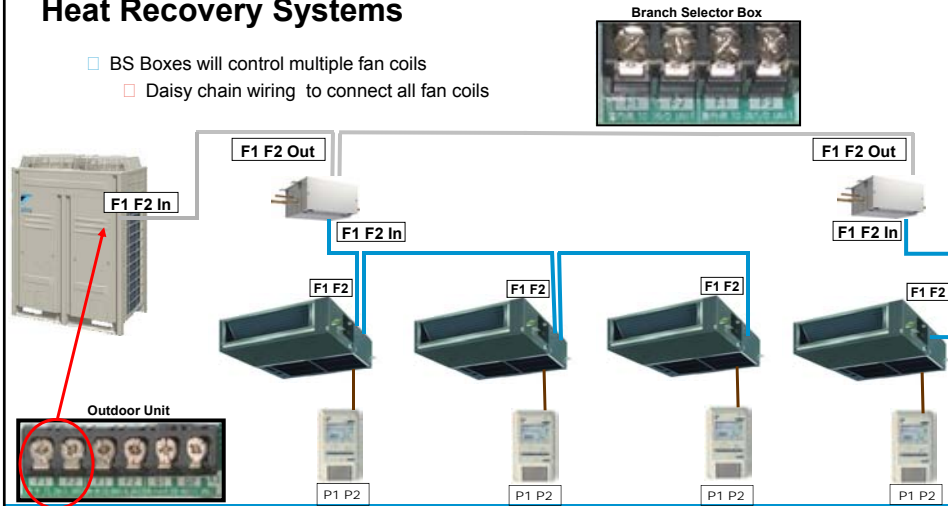 Heat Recovery Systems
Branch Selector Box
BS Boxes will control multiple fan coils
Daisy chain wiring to connect all fan coils
F1 F2 Out
F1 F2 Out
F1 F2 In
F1 F2 In
F1 F2 In
F1 F2
F1 F2
F1 F2
F1 F2
Outdoor Unit
P1 P2
P1 P2
P1 P2
P1 P2